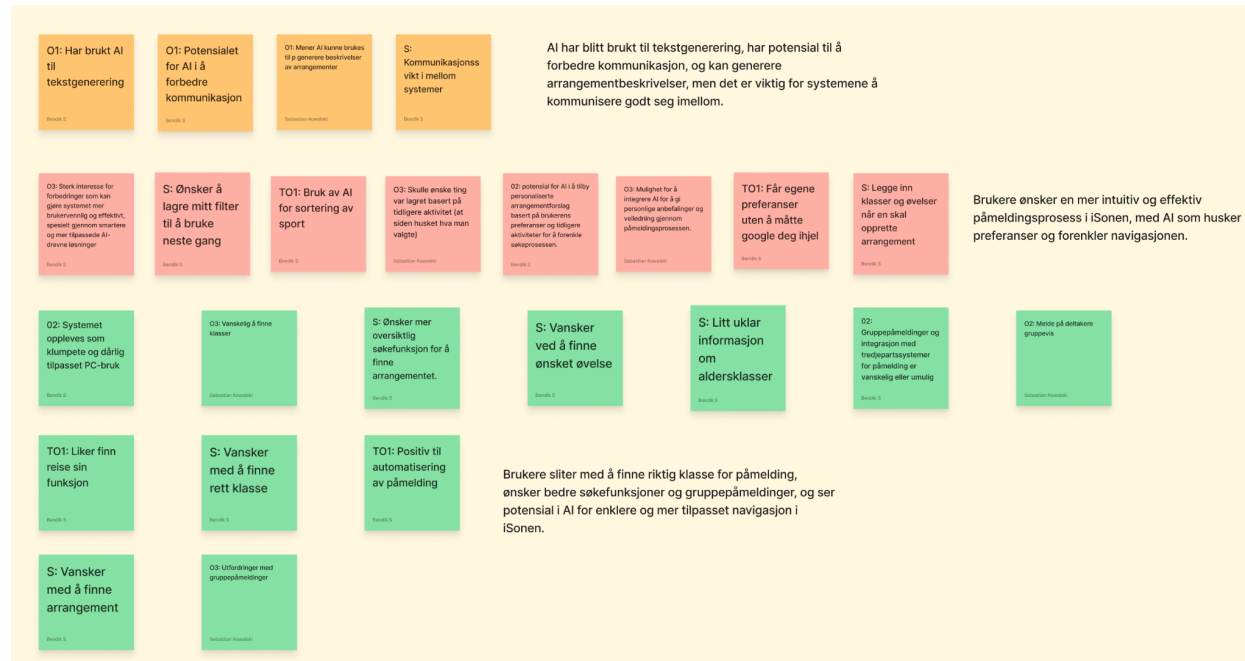 O1: Har brukt AI
til
tekstgenerering
Bendik S
O1: Potensialet
for AI i å
forbedre
kommunikasjon
Bendik S
O1: Mener AI kunne brukes
til p generere beskrivelser
av arrangementer
Sebastian Kowalski
S:
Kommunikasjonss
vikt i mellom
systemer
Bendik S
AI har blitt brukt til tekstgenerering, har potensial til å
forbedre kommunikasjon, og kan generere
arrangementbeskrivelser, men det er viktig for systemene å
kommunisere godt seg imellom.
O3: Sterk interesse for
forbedringer som kan
gjøre systemet mer
brukervennlig og effektivt,
spesielt gjennom smartere
og mer tilpassede AI-
drevne løsninger
Bendik S
S: Ønsker å
lagre mitt filter
til å bruke
neste gang
Bendik S
TO1: Bruk av AI
for sortering av
sport
Bendik S
O3: Skulle ønske ting
var lagret basert på
tidligere aktivitet (at
siden husket hva man
valgte)
Sebastian Kowalski
02: potensial for AI i å tilby
personaliserte
arrangementforslag
basert på brukerens
preferanser og tidligere
aktiviteter for å forenkle
søkeprosessen.
Bendik S
O3: Mulighet for å
integrere AI for å gi
personlige anbefalinger og
veiledning gjennom
påmeldingsprosessen.
Sebastian Kowalski
TO1: Får egene
preferanser
uten å måtte
google deg ihjel
Bendik S
S: Legge inn
klasser og øvelser
når en skal
opprette
arrangement
Bendik S
Brukere ønsker en mer intuitiv og effektiv
påmeldingsprosess i iSonen, med AI som husker
preferanser og forenkler navigasjonen.
02: Systemet
oppleves som
klumpete og dårlig
tilpasset PC-bruk
Bendik S
O3: Vanskelig å finne
klasser
Sebastian Kowalski
S: Ønsker mer
oversiktlig
søkefunksjon for å
finne
arrangementet.
Bendik S
S: Vansker
ved å finne
ønsket øvelse
Bendik S
S: Litt uklar
informasjon
om
aldersklasser
Bendik S
02:
Gruppepåmeldinger og
integrasjon med
tredjepartssystemer
for påmelding er
vanskelig eller umulig
Bendik S
O2: Melde på deltakere
gruppevis
Sebastian Kowalski
TO1: Liker finn
reise sin
funksjon
Bendik S
S: Vansker
med å finne
rett klasse
Bendik S
TO1: Positiv til
automatisering
av påmelding
Bendik S
Brukere sliter med å finne riktig klasse for påmelding,
ønsker bedre søkefunksjoner og gruppepåmeldinger, og ser
potensial i AI for enklere og mer tilpasset navigasjon i
iSonen.
S: Vansker
med å finne
arrangement
Bendik S
O3: Utfordringer med
gruppepåmeldinger
Sebastian Kowalski